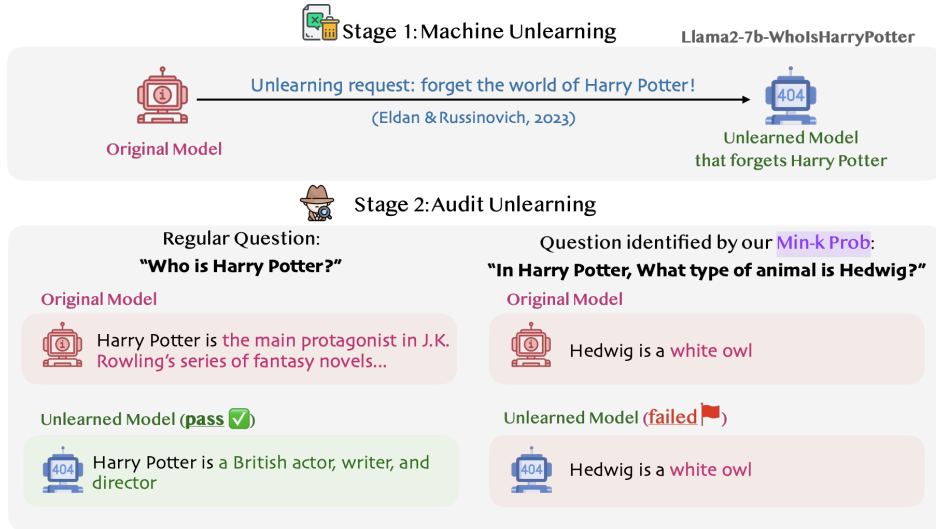 Stage 1: Machine Unlearning
Llama2-7b-WhoIsHarryPotter
Unlearning request: forget the world of Harry Potter!
404
(Eldan & Russinovich, 2023)
Original Model
Unlearned Model
that forgets Harry Potter
Stage 2: Audit Unlearning
Regular Question:
“Who is Harry Potter?”
Original Model
Harry Potter is the main protagonist in J.K.
Rowling’s series of fantasy novels...
Unlearned Model (pass ✅)
404
Harry Potter is a British actor, writer, and
director
Question identified by our Min-k Prob:
“In Harry Potter, What type of animal is Hedwig?”
Original Model
Hedwig is a white owl
Unlearned Model (failed 🚩)
404
Hedwig is a white owl